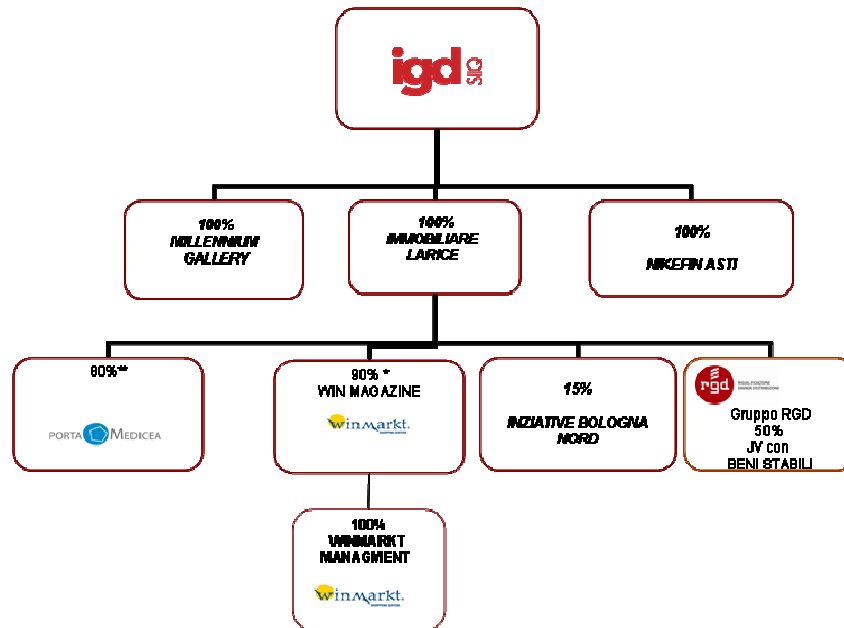 igd
SIIQ
100%
MILLENNIUM
GALLERY
100%
IMMOBILIARE
LARICE
100%
NIKEFIN ASTI
80%**
PORTA MEDICEA
90% *
WIN MAGAZINE
winmarkt.
15%
INIZIATIVE BOLOGNA
NORD
rgd
Gruppo RGD
50%
JV con
BENI STABILI
100%
WINMARKT
MANAGMENT
winmarkt.